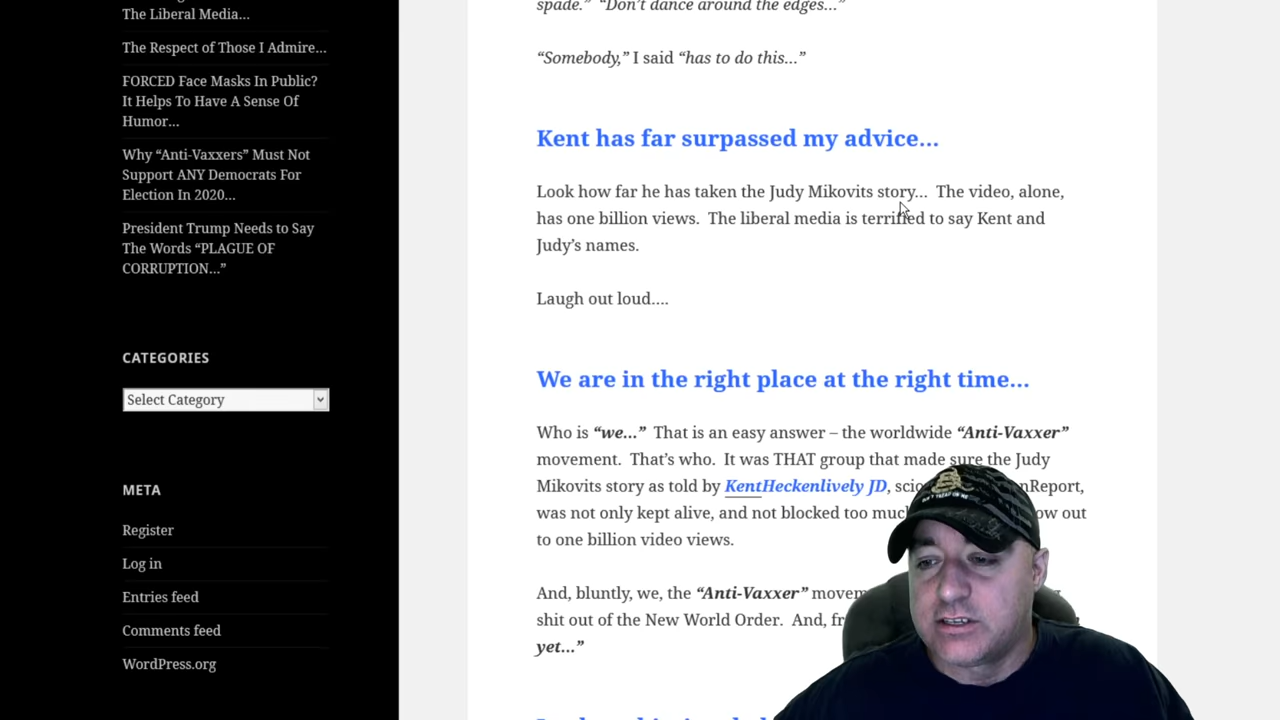 The Liberal Media…
The Respect of Those I Admire…
FORCED Face Masks In Public?
It Helps To Have A Sense Of
Humor…
Why “Anti-Vaxxers” Must Not
Support ANY Democrats For
Election In 2020…
President Trump Needs to Say
The Words “PLAGUE OF
CORRUPTION…”
CATEGORIES
Select Category
META
Register
Log in
Entries feed
Comments feed
WordPress.org
spade.” “Don’t dance around the edges…”
“Somebody,” I said “has to do this…”
Kent has far surpassed my advice…
Look how far he has taken the Judy Mikovits story… The video, alone,
has one billion views. The liberal media is terrified to say Kent and
Judy’s names.
Laugh out loud….
We are in the right place at the right time…
Who is “we…” That is an easy answer – the worldwide “Anti-Vaxxer”
movement. That’s who. It was THAT group that made sure the Judy
Mikovits story as told by KentHeckenlively JD, nReport,
was not only kept alive, and not blocked too out
to one billion video views.
And, bluntly, we, the “Anti-Vaxxer”
shit out of the New World Order. And,
yet…”